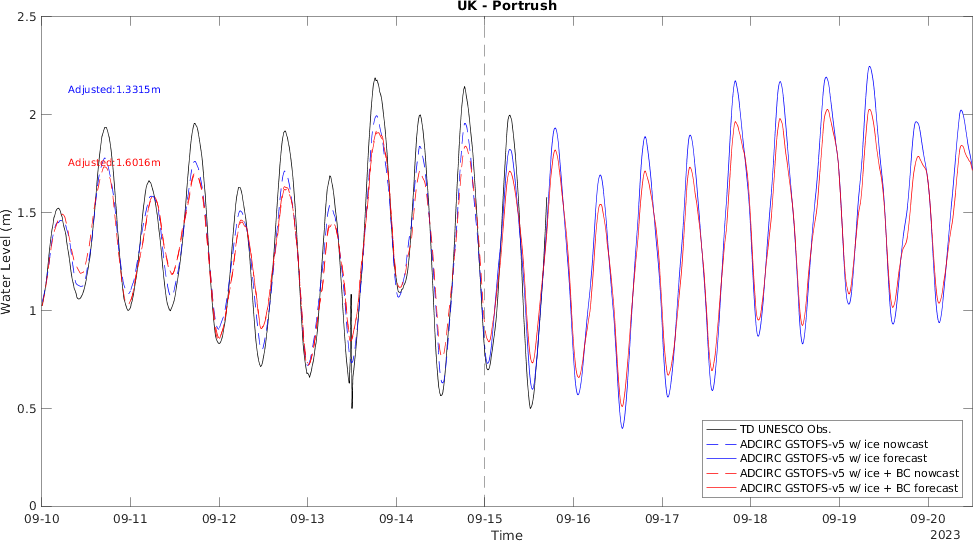 UK - Portrush
2.5
2
1.5
1
0.5
0
Water Level (m)
Adjusted:1.3315m
Adjusted:1.6016m
TD UNESCO Obs.
ADCIRC GSTOFS-v5 w/ ice nowcast
ADCIRC GSTOFS-v5 w/ ice forecast
ADCIRC GSTOFS-v5 w/ ice + BC nowcast
ADCIRC GSTOFS-v5 w/ ice + BC forecast
09-10 09-11 09-12 09-13 09-14 09-15 09-16 09-17 09-18 09-19 09-20
Time
2023